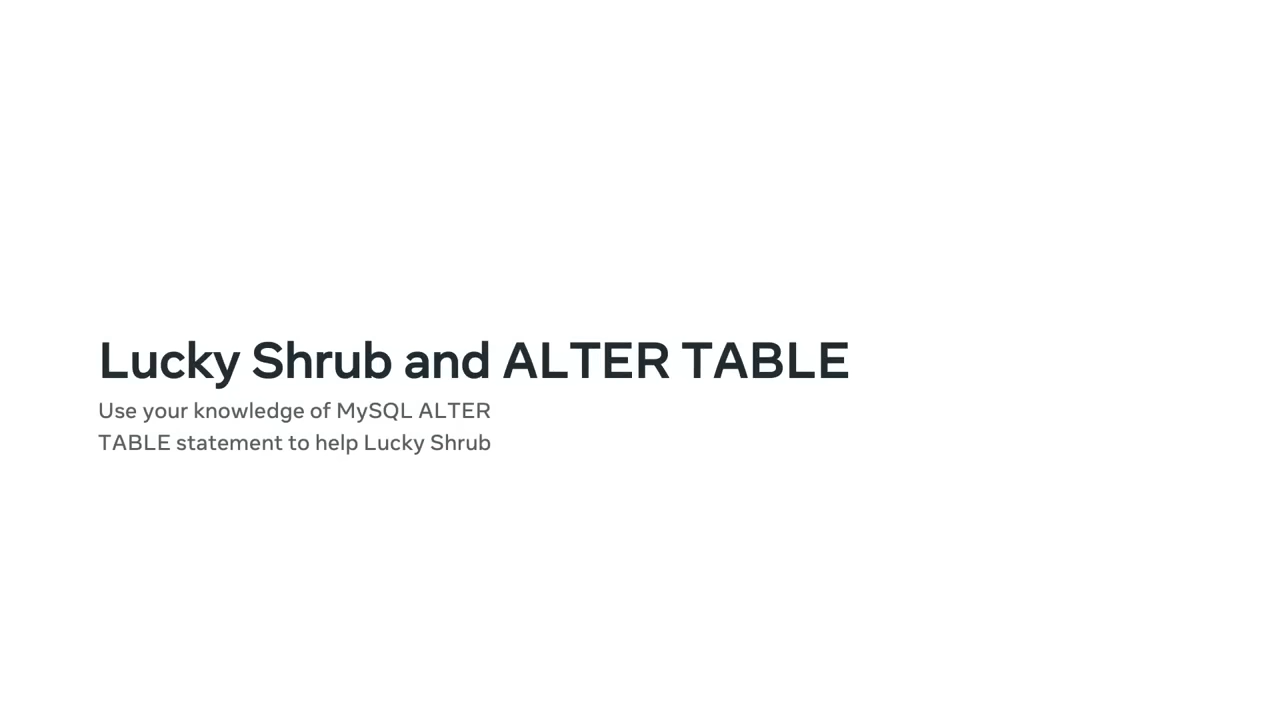 Lucky Shrub and ALTER TABLE
Use your knowledge of MySQL ALTER
TABLE statement to help Lucky Shrub